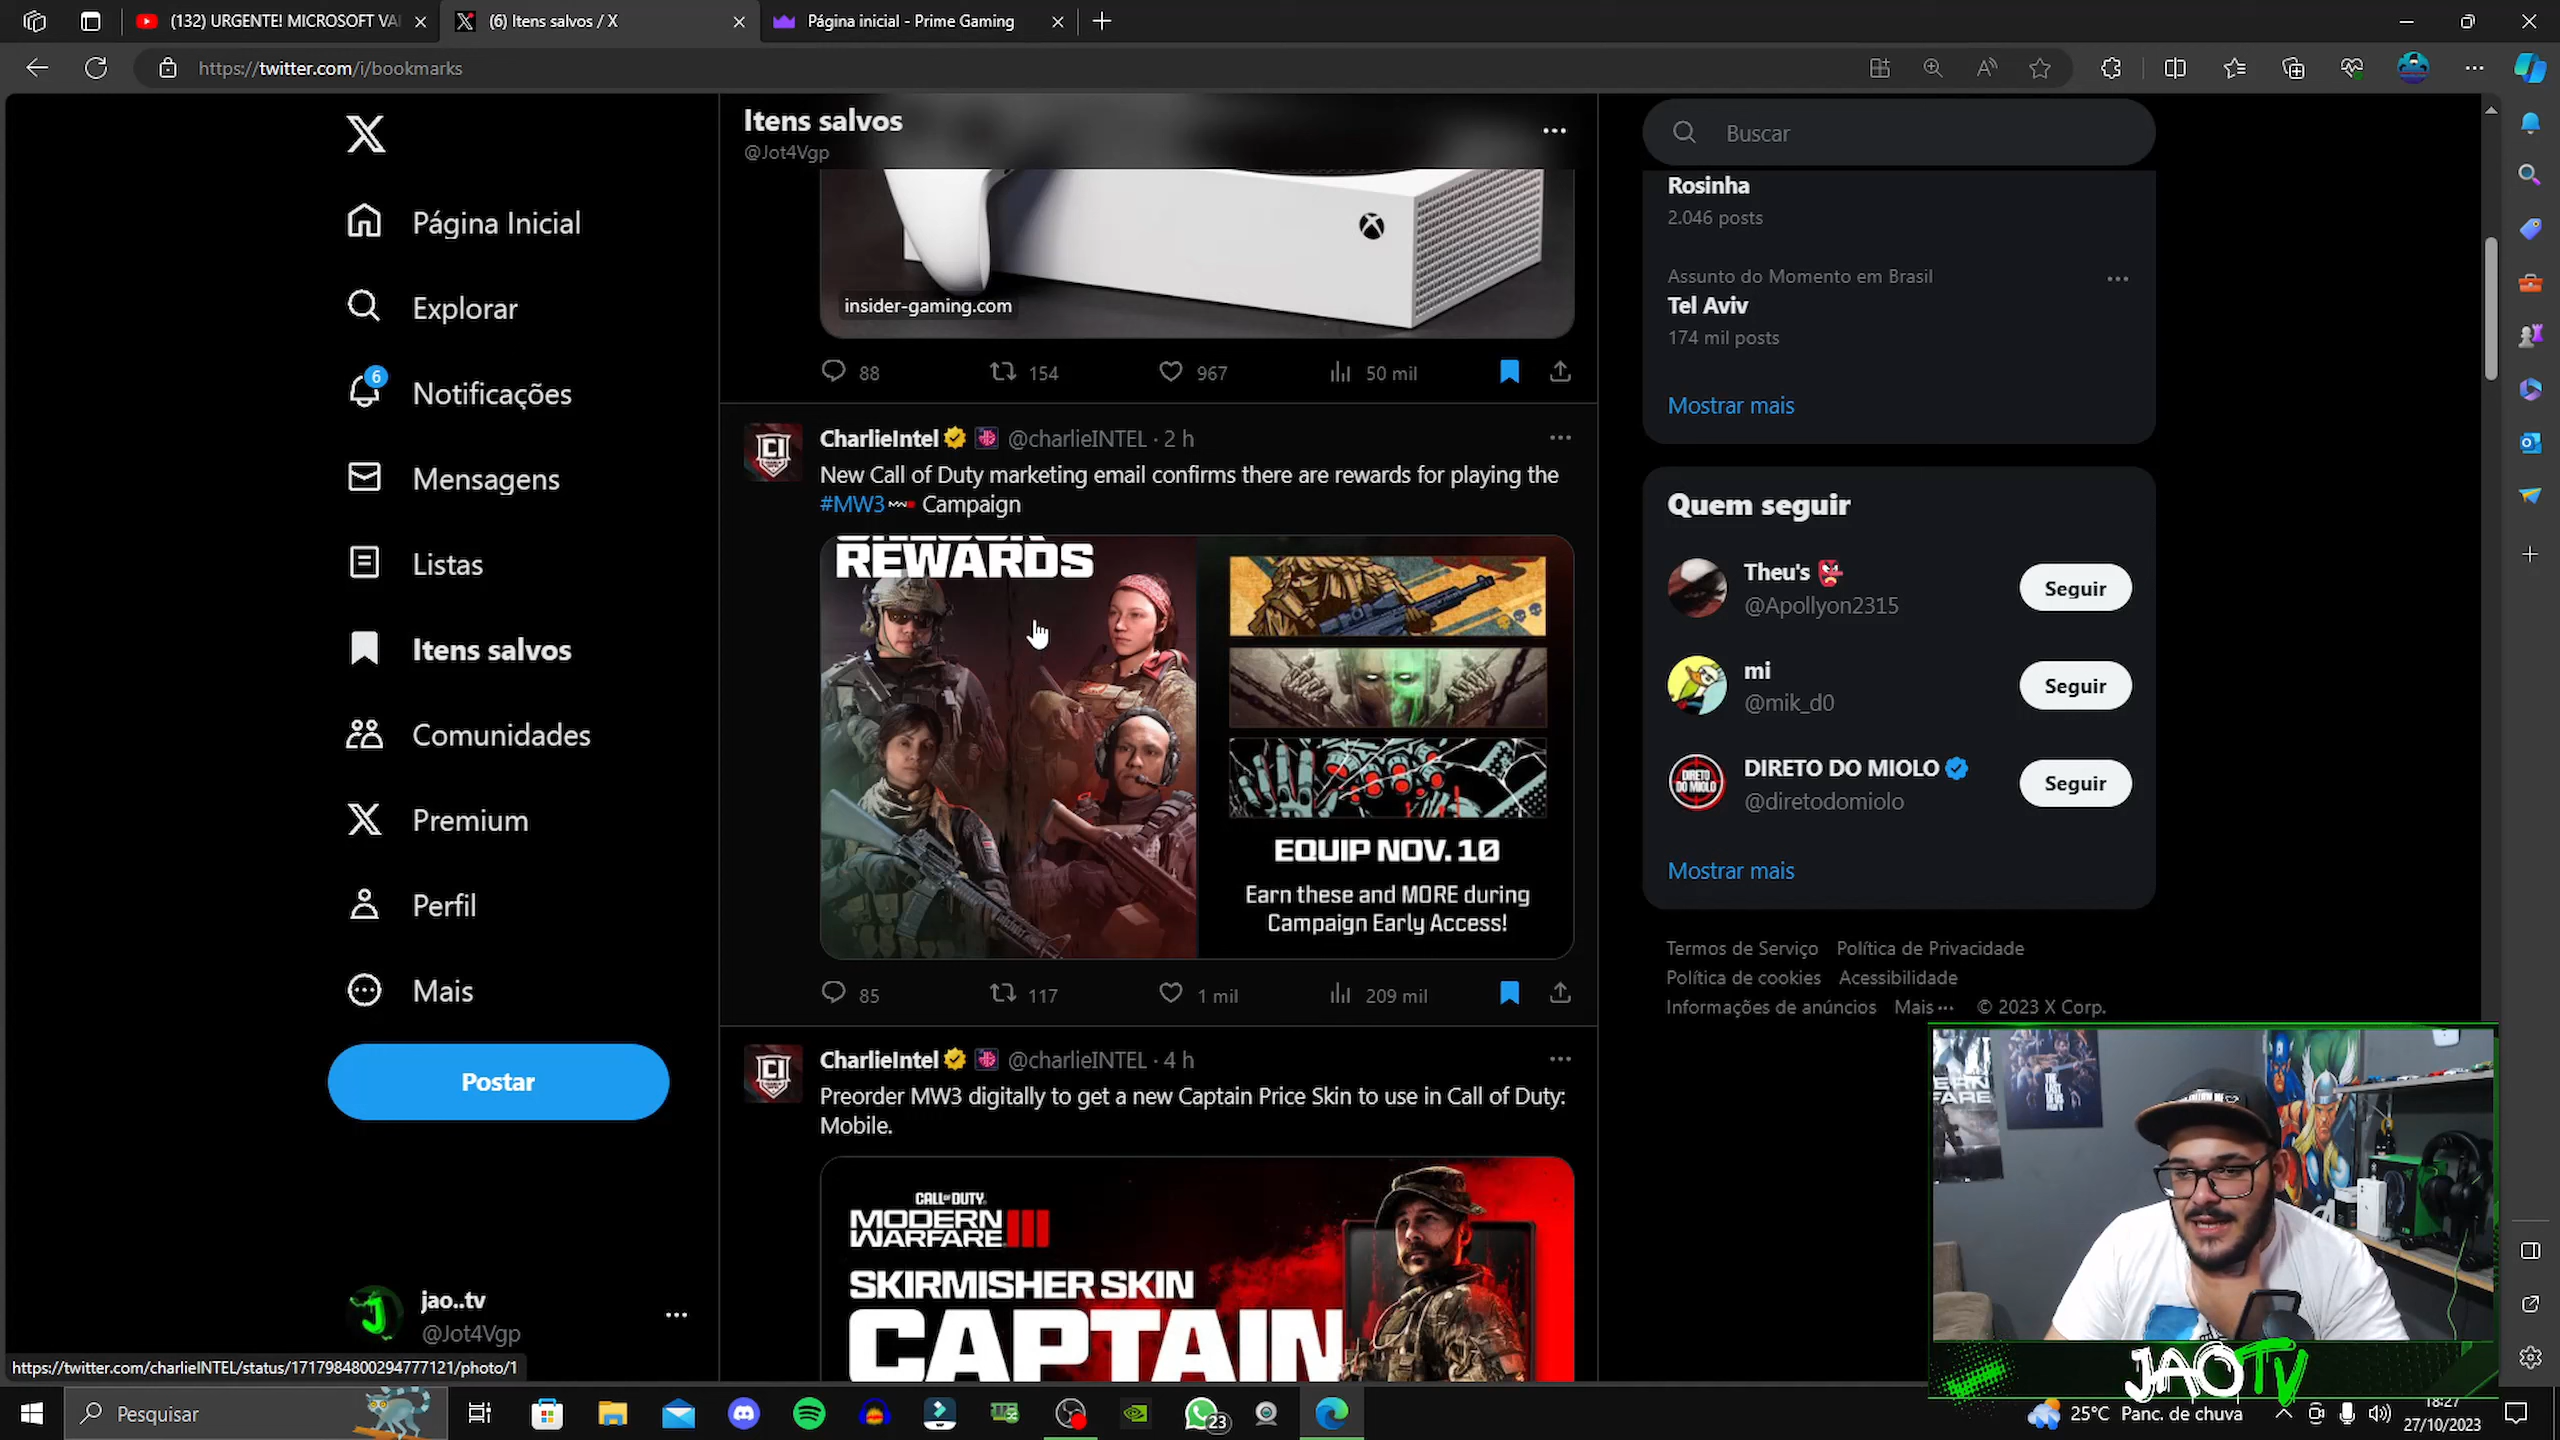 (132) URGENTE! MICROSOFT VAI
(6) Itens salvos / X
Página inicial - Prime Gaming
https://twitter.com/i/bookmarks
Página Inicial
Explorar
6
Notificações
Mensagens
Listas
Itens salvos
Comunidades
Premium
Perfil
Mais
Postar
jao..tv
@Jot4Vgp
https://twitter.com/charlieINTEL/status/1717984800294777121/photo/1
Itens salvos
@Jot4Vgp
insider-gaming.com
88 154 967 50 mil
CharlieIntel @charlieINTEL · 2 h
New Call of Duty marketing email confirms there are rewards for playing the
#MW3 Campaign
REWARDS
EQUIP NOV. 10
Earn these and MORE during
Campaign Early Access!
85 117 1 mil 209 mil
CharlieIntel @charlieINTEL · 4 h
Preorder MW3 digitally to get a new Captain Price Skin to use in Call of Duty:
Mobile.
CALL OF DUTY
MODERN
WARFARE III
SKIRMISHER SKIN
CAPTAIN
Buscar
Rosinha
2.046 posts
Assunto do Momento em Brasil
Tel Aviv
174 mil posts
Mostrar mais
Quem seguir
Theu's
@Apollyon2315
Seguir
mi
@mik_d0
Seguir
DIRETO DO MIOLO
@diretodomiolo
Seguir
DIRETO
DO MIOLO
Mostrar mais
Termos de Serviço Política de Privacidade
Política de cookies Acessibilidade
Informações de anúncios Mais ··· © 2023 X Corp.
JAOTV
Pesquisar
23
25°C Panc. de chuva
18:27
27/10/2023